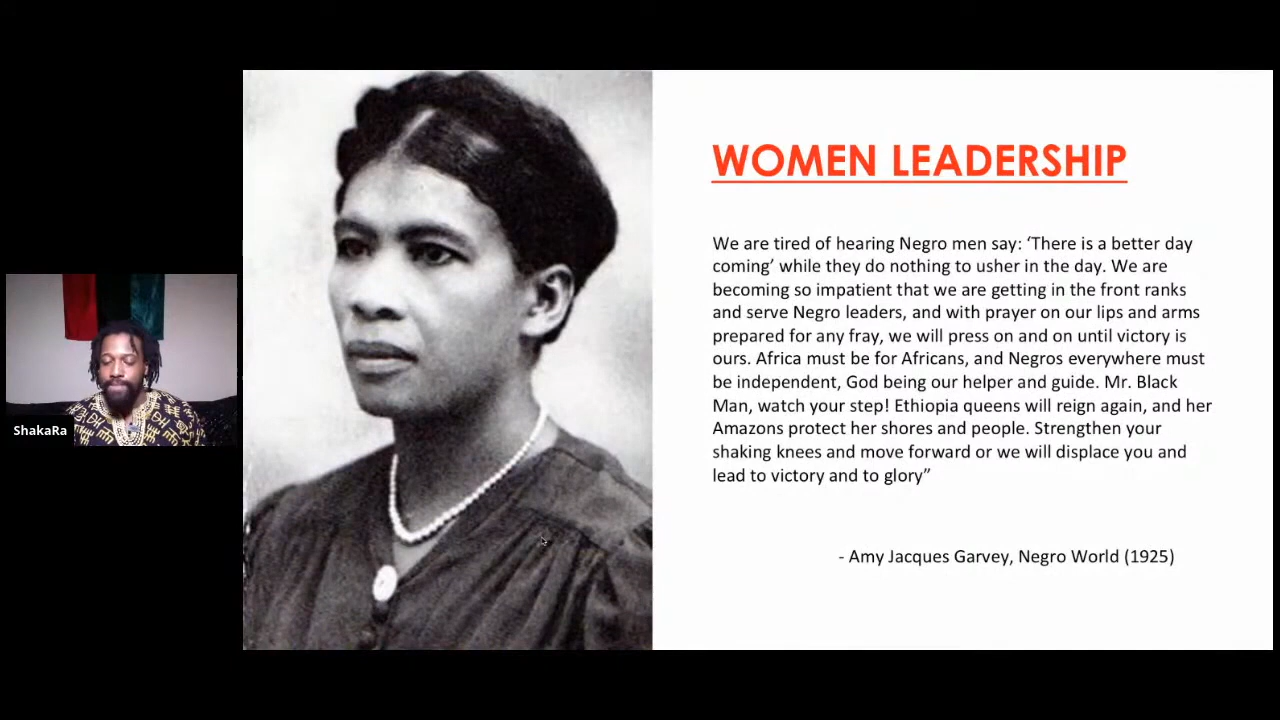 ShakaRa
WOMEN LEADERSHIP
We are tired of hearing Negro men say: ‘There is a better day
coming’ while they do nothing to usher in the day. We are
becoming so impatient that we are getting in the front ranks
and serve Negro leaders, and with prayer on our lips and arms
prepared for any fray, we will press on and on until victory is
ours. Africa must be for Africans, and Negros everywhere must
be independent, God being our helper and guide. Mr. Black
Man, watch your step! Ethiopia queens will reign again, and her
Amazons protect her shores and people. Strengthen your
shaking knees and move forward or we will displace you and
lead to victory and to glory”
- Amy Jacques Garvey, Negro World (1925)